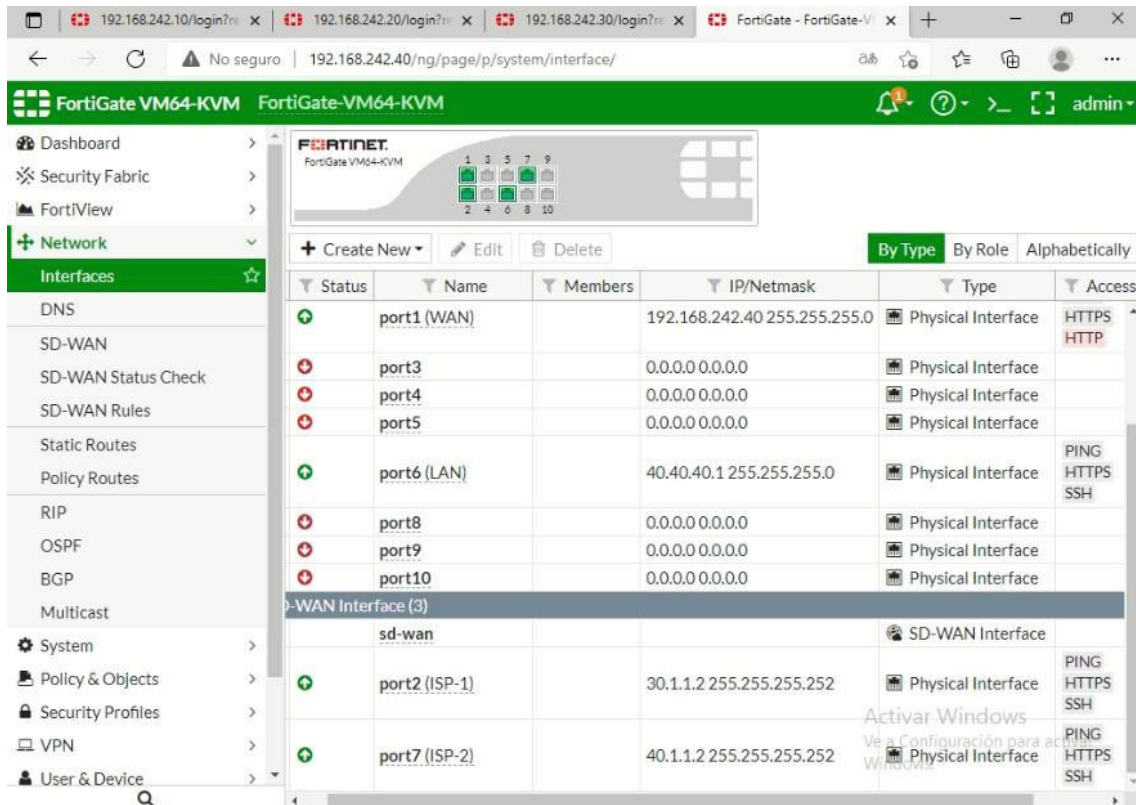 192.168.242.10/login?re
192.168.242.20/login?re
192.168.242.30/login?re
FortiGate - FortiGate-V
No seguro 192.168.242.40/ng/page/p/system/interface/
FortiGate VM64-KVM FortiGate-VM64-KVM
1
admin
Dashboard
Security Fabric
FortiView
Network
Interfaces
DNS
SD-WAN
SD-WAN Status Check
SD-WAN Rules
Static Routes
Policy Routes
RIP
OSPF
BGP
Multicast
System
Policy & Objects
Security Profiles
VPN
User & Device
FORTINET.
FortiGate VM64-KVM
1 3 5 7 9
2 4 6 8 10
+ Create New Edit Delete By Type By Role Alphabetically
Status Name Members IP/Netmask Type Access
port1 (WAN) 192.168.242.40 255.255.255.0 Physical Interface HTTPS
HTTP
port3 0.0.0.0 0.0.0.0 Physical Interface
port4 0.0.0.0 0.0.0.0 Physical Interface
port5 0.0.0.0 0.0.0.0 Physical Interface
PING
port6 (LAN) 40.40.40.1 255.255.255.0 Physical Interface HTTPS
SSH
port8 0.0.0.0 0.0.0.0 Physical Interface
port9 0.0.0.0 0.0.0.0 Physical Interface
port10 0.0.0.0 0.0.0.0 Physical Interface
D-WAN Interface (3)
sd-wan SD-WAN Interface
PING
port2 (ISP-1) 30.1.1.2 255.255.255.252 Physical Interface HTTPS
SSH
Activar Windows
Ve a Configuración para activar
Windows.
PING
port7 (ISP-2) 40.1.1.2 255.255.255.252 Physical Interface HTTPS
SSH